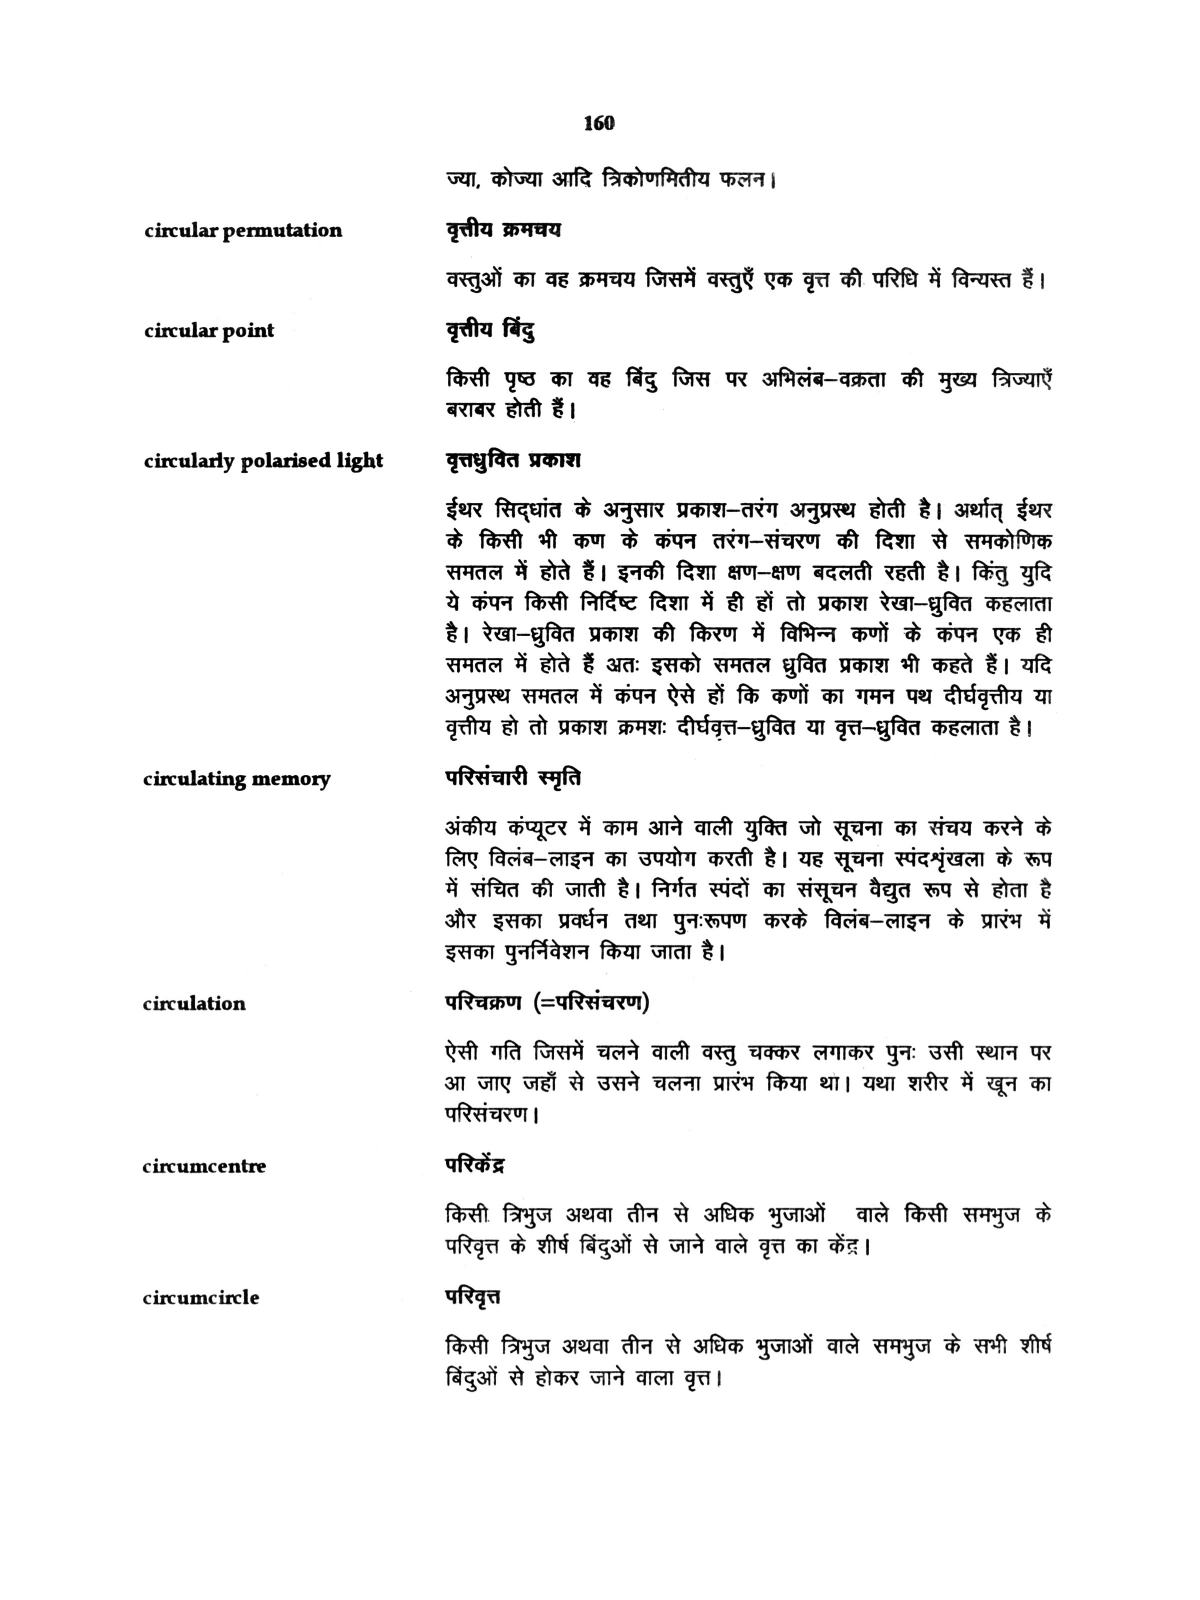 160
ज्या, कोज्या आदि त्रिकोणमितीय फलन।
circular permutation वृत्तीय क्रमचय
वस्तुओं का वह क्रमचय जिसमें वस्तुएँ एक वृत्त की परिधि में विन्यस्त हैं।
circular point वृत्तीय बिंदु
किसी पृष्ठ का वह बिंदु जिस पर अभिलंब–वक्रता की मुख्य त्रिज्याएँ
बराबर होती हैं।
circularly polarised light वृत्तध्रुवित प्रकाश
ईथर सिद्धांत के अनुसार प्रकाश–तरंग अनुप्रस्थ होती है। अर्थात् ईथर
के किसी भी कण के कंपन तरंग–संचरण की दिशा से समकोणिक
समतल में होते हैं। इनकी दिशा क्षण–क्षण बदलती रहती है। किंतु युदि
ये कंपन किसी निर्दिष्ट दिशा में ही हों तो प्रकाश रेखा–ध्रुवित कहलाता
है। रेखा–ध्रुवित प्रकाश की किरण में विभिन्न कणों के कंपन एक ही
समतल में होते हैं अतः इसको समतल ध्रुवित प्रकाश भी कहते हैं। यदि
अनुप्रस्थ समतल में कंपन ऐसे हों कि कणों का गमन पथ दीर्घवृत्तीय या
वृत्तीय हो तो प्रकाश क्रमशः दीर्घवृत्त–ध्रुवित या वृत्त–ध्रुवित कहलाता है।
circulating memory परिसंचारी स्मृति
अंकीय कंप्यूटर में काम आने वाली युक्ति जो सूचना का संचय करने के
लिए विलंब–लाइन का उपयोग करती है। यह सूचना स्पंदशृंखला के रूप
में संचित की जाती है। निर्गत स्पंदों का संसूचन वैद्युत रूप से होता है
और इसका प्रवर्धन तथा पुनःरूपण करके विलंब–लाइन के प्रारंभ में
इसका पुनर्निवेशन किया जाता है।
circulation परिचक्रण (=परिसंचरण)
ऐसी गति जिसमें चलने वाली वस्तु चक्कर लगाकर पुनः उसी स्थान पर
आ जाए जहाँ से उसने चलना प्रारंभ किया था। यथा शरीर में खून का
परिसंचरण।
circumcentre परिकेंद्र
किसी त्रिभुज अथवा तीन से अधिक भुजाओं वाले किसी समभुज के
परिवृत्त के शीर्ष बिंदुओं से जाने वाले वृत्त का केंद्र।
circumcircle परिवृत्त
किसी त्रिभुज अथवा तीन से अधिक भुजाओं वाले समभुज के सभी शीर्ष
बिंदुओं से होकर जाने वाला वृत्त।